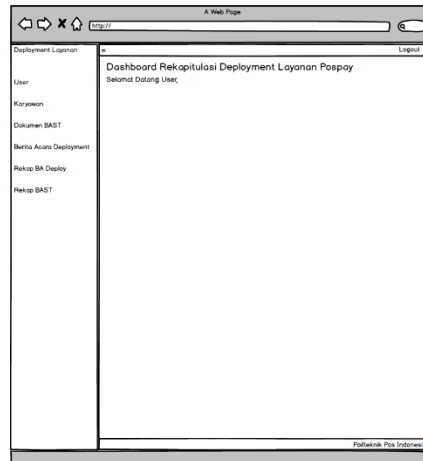 A Web Page
http://
Deployment Layanan
Logout
Dashboard Rekapitulasi Deployment Layanan Pospay
Selamat Datang User,
User
Karyawan
Dokumen BAST
Berita Acara Deployment
Rekap BA Deploy
Rekap BAST
Politeknik Pos Indonesi